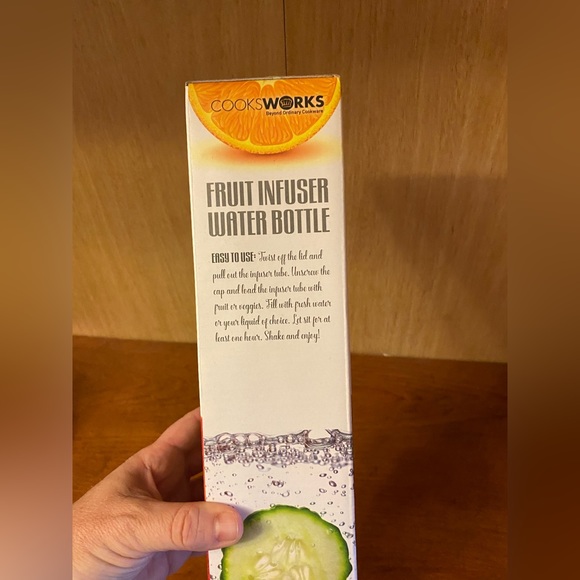 COOKSWORKS
Beyond Ordinary Cookware
FRUIT INFUSER
WATER BOTTLE
EASY TO USE: Twist off the lid and
pull out the infuser tube. Unscrew the
cap and load the infuser tube with
fruit or veggies. Fill with fresh water
or your liquid of choice. Let sit for at
least one hour. Shake and enjoy!